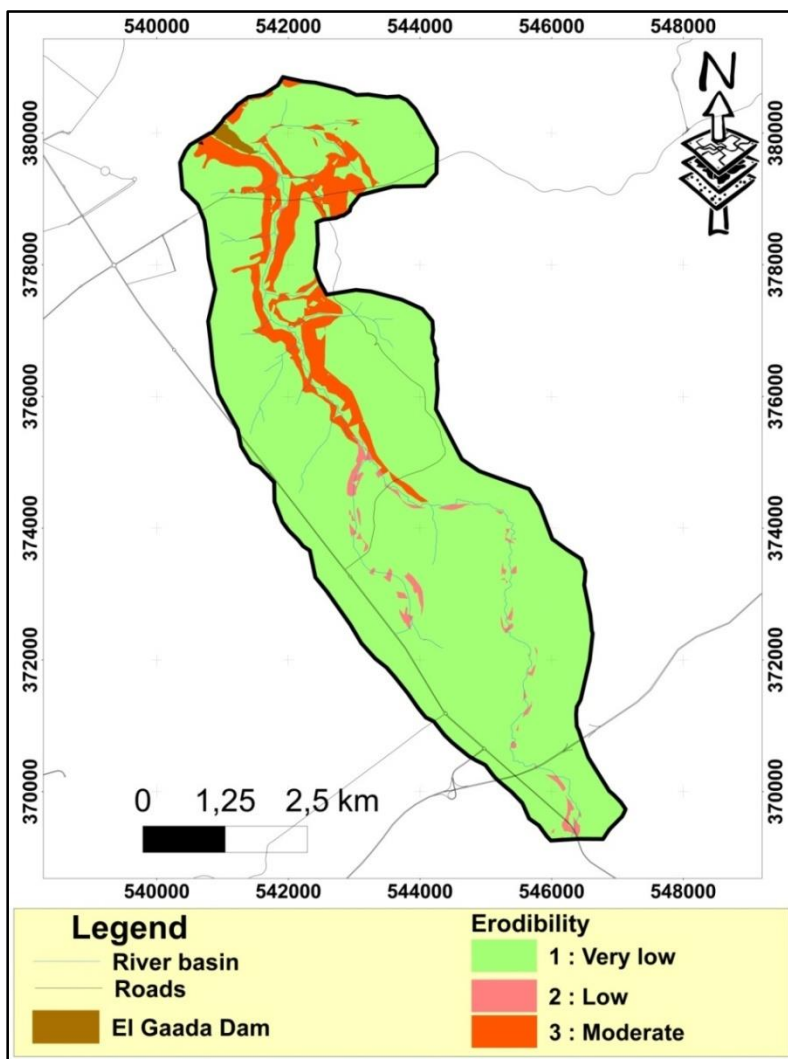 540000 542000 544000 546000 548000
380000
378000
376000
374000
372000
370000
N
380000
378000
376000
374000
372000
370000
0 1,25 2,5 km
540000 542000 544000 546000 548000
Legend
River basin
Roads
El Gaada Dam
Erodibility
1 : Very low
2 : Low
3 : Moderate